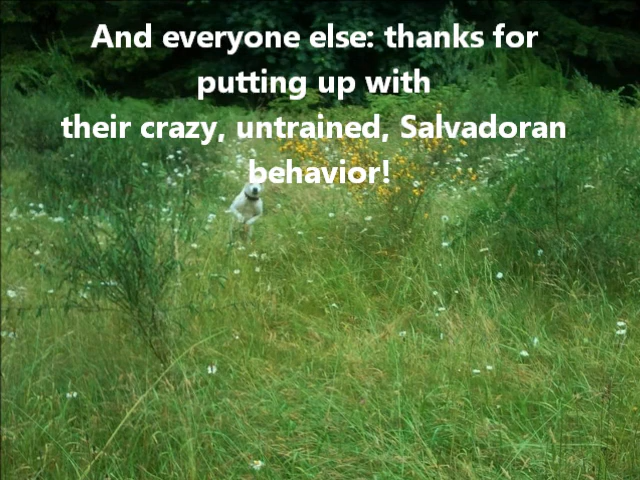 And everyone else: thanks for
putting up with
their crazy, untrained, Salvadoran
behavior!